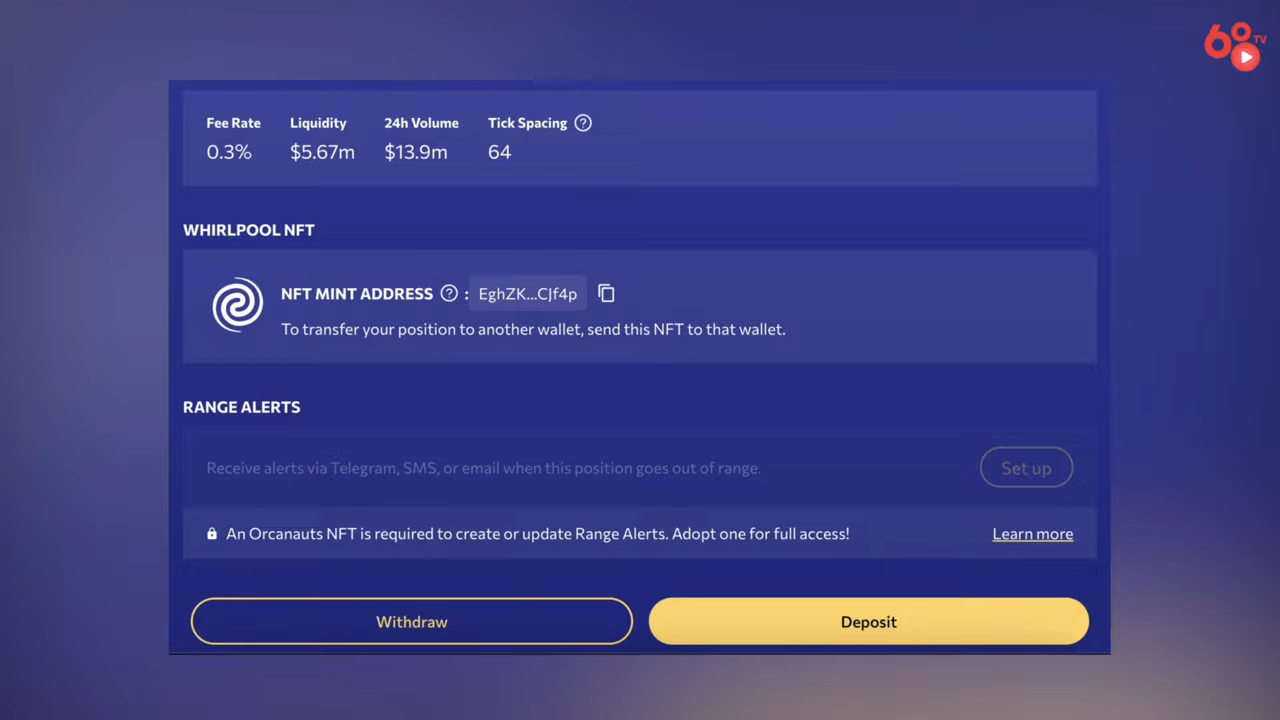 60 TV
Fee Rate Liquidity 24h Volume Tick Spacing ?
0.3% $5.67m $13.9m 64
WHIRLPOOL NFT
NFT MINT ADDRESS ? : EghZK...CJf4p
To transfer your position to another wallet, send this NFT to that wallet.
RANGE ALERTS
Receive alerts via Telegram, SMS, or email when this position goes out of range. Set up
An Orcanauts NFT is required to create or update Range Alerts. Adopt one for full access! Learn more
Withdraw Deposit